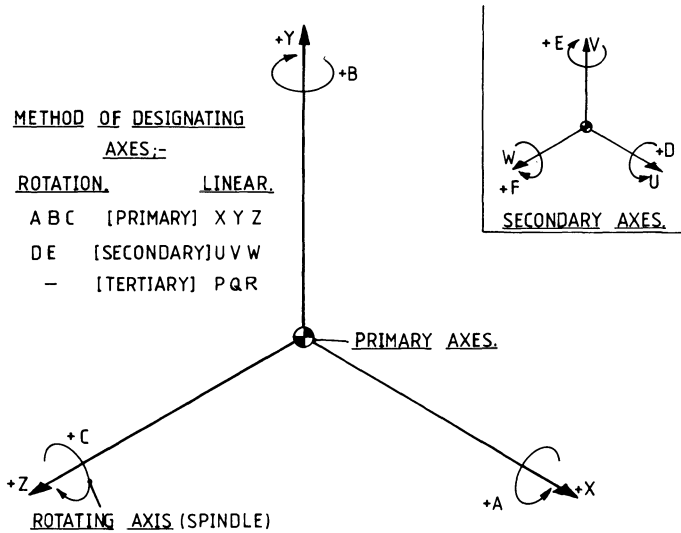 +Y
+B
METHOD OF DESIGNATING
AXES;-
ROTATION. LINEAR.
A B C [PRIMARY] X Y Z
D E [SECONDARY] U V W
- [TERTIARY] P Q R
PRIMARY AXES.
+C
+Z
ROTATING AXIS (SPINDLE)
+A
+X
+E V
W +D
+F U
SECONDARY AXES.